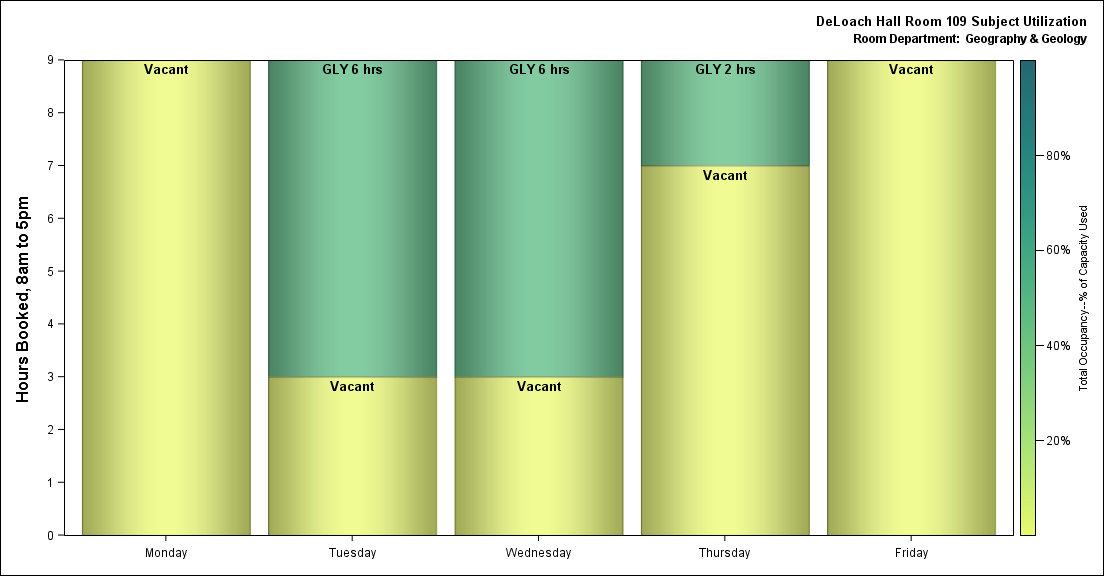 DeLoach Hall Room 109 Subject Utilization
Room Department: Geography & Geology
Hours Booked, 8am to 5pm
9
8
7
6
5
4
3
2
1
0
Vacant
GLY 6 hrs
GLY 6 hrs
GLY 2 hrs
Vacant
Vacant
Vacant
Vacant
Monday
Tuesday
Wednesday
Thursday
Friday
80%
60%
40%
20%
Total Occupancy--% of Capacity Used